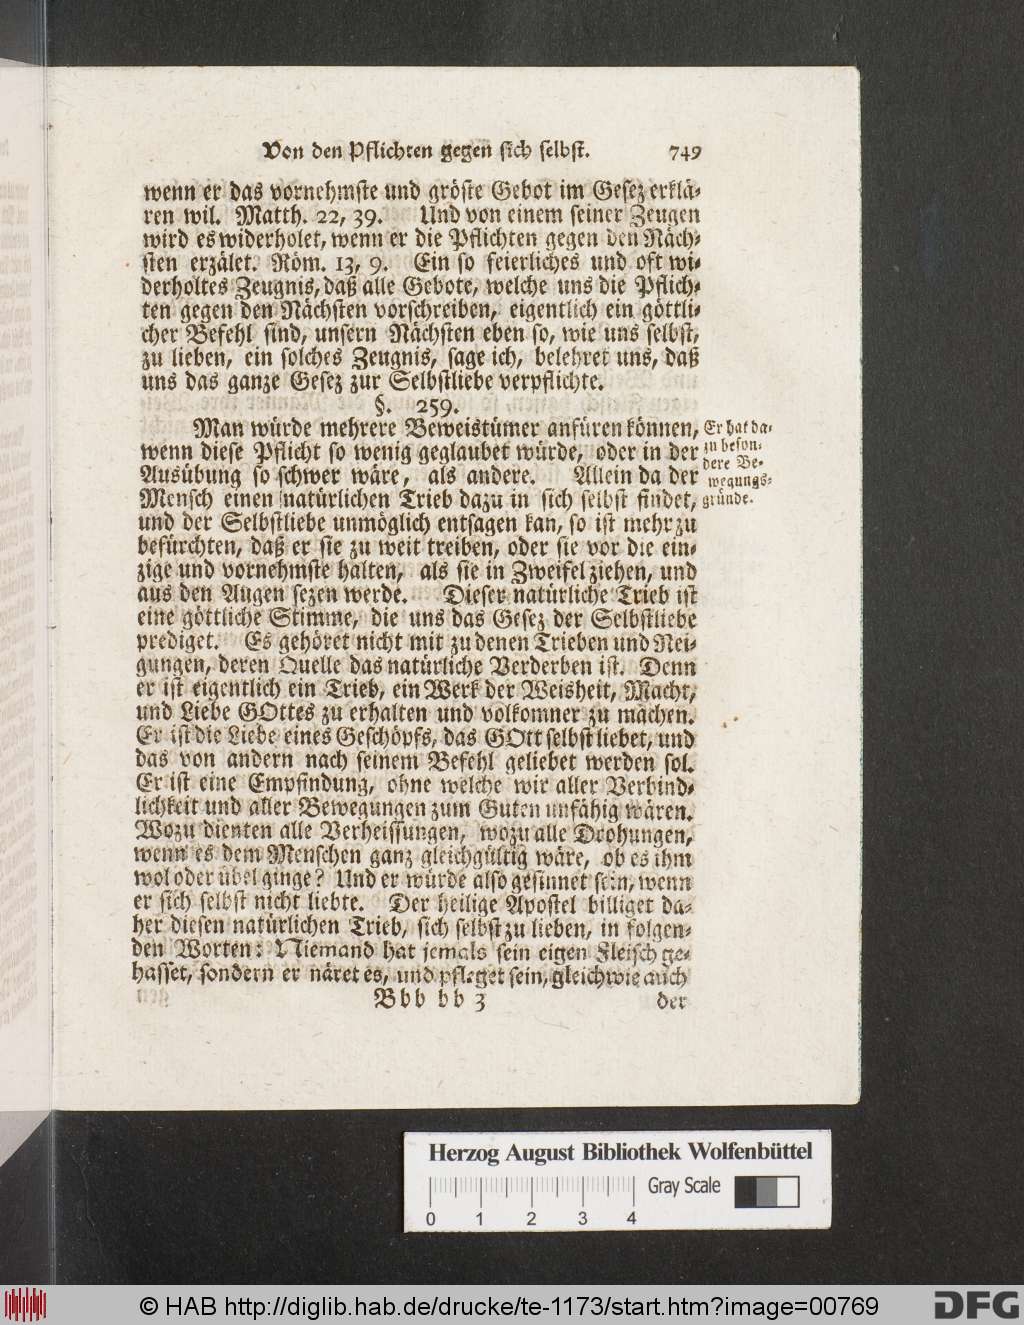 Von den Pflichten gegen sich selbst. 749
wenn er das vornehmste und gröste Gebot im Gesez erklä-
ren wil. Matth. 22, 39. Und von einem seiner Zeugen
wird es widerholet, wenn er die Pflichten gegen den Näch-
sten erzälet. Röm. 13, 9. Ein so feierliches und oft wi-
derholtes Zeugnis, daß alle Gebote, welche uns die Pflich-
ten gegen den Nächsten vorschreiben, eigentlich ein göttli-
cher Befehl sind, unsern Nächsten eben so, wie uns selbst,
zu lieben, ein solches Zeugnis, sage ich, belehret uns, daß
uns das ganze Gesez zur Selbstliebe verpflichte.
§. 259.
Man würde mehrere Beweistümer anfüren können,
wenn diese Pflicht so wenig geglaubet würde, oder in der
Ausübung so schwer wäre, als andere. Allein da der
Mensch einen natürlichen Trieb dazu in sich selbst findet,
und der Selbstliebe unmöglich entsagen kan, so ist mehr zu
befürchten, daß er sie zu weit treiben, oder sie vor die ein-
zige und vornehmste halten, als sie in Zweifel ziehen, und
aus den Augen sezen werde. Dieser natürliche Trieb ist
eine göttliche Stimme, die uns das Gesez der Selbstliebe
prediget. Es gehöret nicht mit zu denen Trieben und Nei-
gungen, deren Quelle das natürliche Verderben ist. Denn
er ist eigentlich ein Trieb, ein Werk der Weisheit, Macht,
und Liebe GOttes zu erhalten und volkomner zu machen.
Er ist die Liebe eines Geschöpfs, das GOtt selbst liebet, und
das von andern nach seinem Befehl geliebet werden sol.
Er ist eine Empfindung, ohne welche wir aller Verbind-
lichkeit und aller Bewegungen zum Guten unfähig wären.
Wozu dienten alle Verheissungen, wozu alle Drohungen,
wenn es dem Menschen ganz gleichgültig wäre, ob es ihm
wol oder übel ginge? Und er würde also gesinnet sein, wenn
er sich selbst nicht liebte. Der heilige Apostel billiget da-
her diesen natürlichen Trieb, sich selbst zu lieben, in folgen-
den Worten: Niemand hat jemals sein eigen Fleisch ge-
hasset, sondern er näret es, und pfleget sein, gleichwie auch
Bbb bb 3 der
Er hat da-
zu beson-
dere Be-
wegungs-
gründe.
Herzog August Bibliothek Wolfenbüttel
Gray Scale
0 1 2 3 4
© HAB http://diglib.hab.de/drucke/te-1173/start.htm?image=00769
DFG